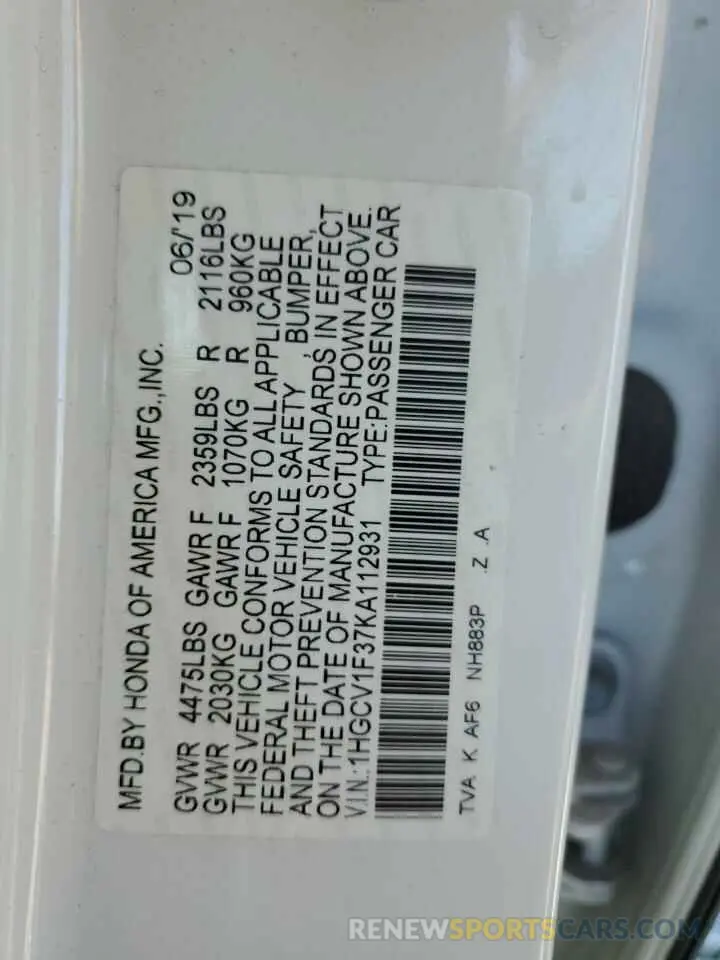 MFD.BY HONDA OF AMERICA MFG.,INC. 06/'19
GVWR 4475LBS GAWR F 2359LBS R 2116LBS
GVWR 2030KG GAWR F 1070KG R 960KG
THIS VEHICLE CONFORMS TO ALL APPLICABLE
FEDERAL MOTOR VEHICLE SAFETY , BUMPER,
AND THEFT PREVENTION STANDARDS IN EFFECT
ON THE DATE OF MANUFACTURE SHOWN ABOVE.
V.I.N.:1HGCV1F37KA112931 TYPE:PASSENGER CAR
TVA K AF6 NH883P .Z .A
RENEWSPORTSCARS.COM